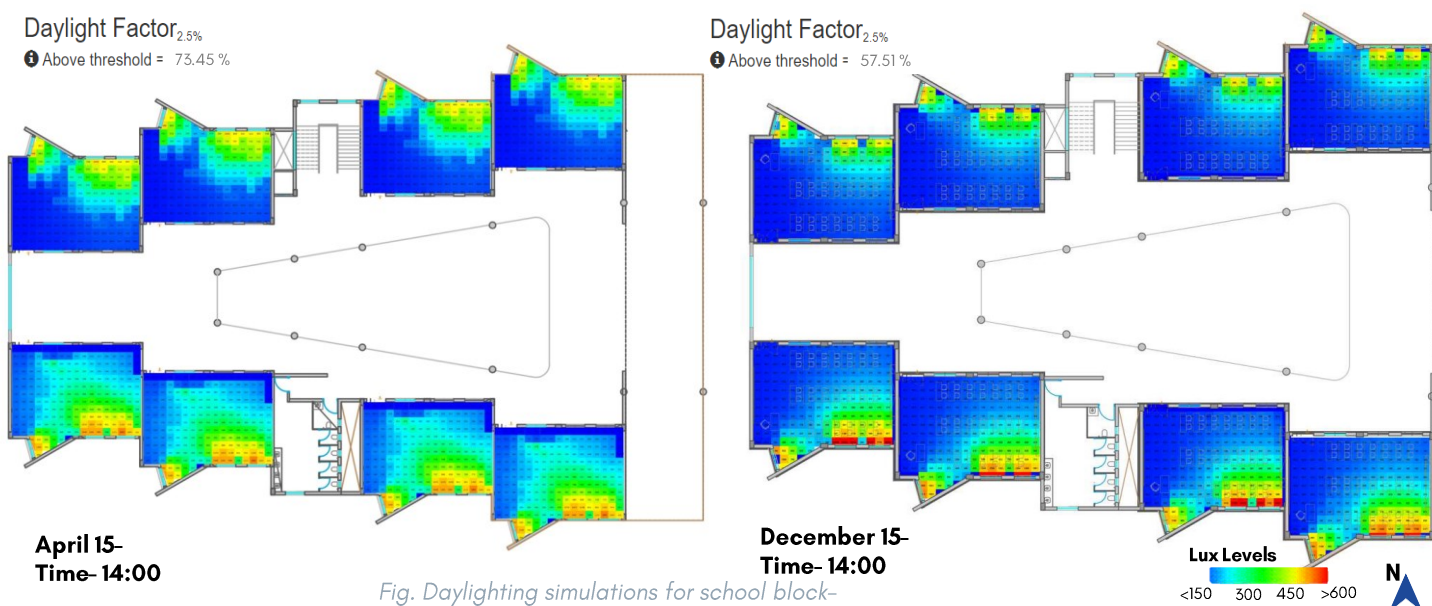 Daylight Factor2.5%
Above threshold = 73.45 %
Daylight Factor2.5%
Above threshold = 57.51 %
April 15-
Time- 14:00
December 15-
Time- 14:00
Lux Levels
<150 300 450 >600
N
Fig. Daylighting simulations for school block-